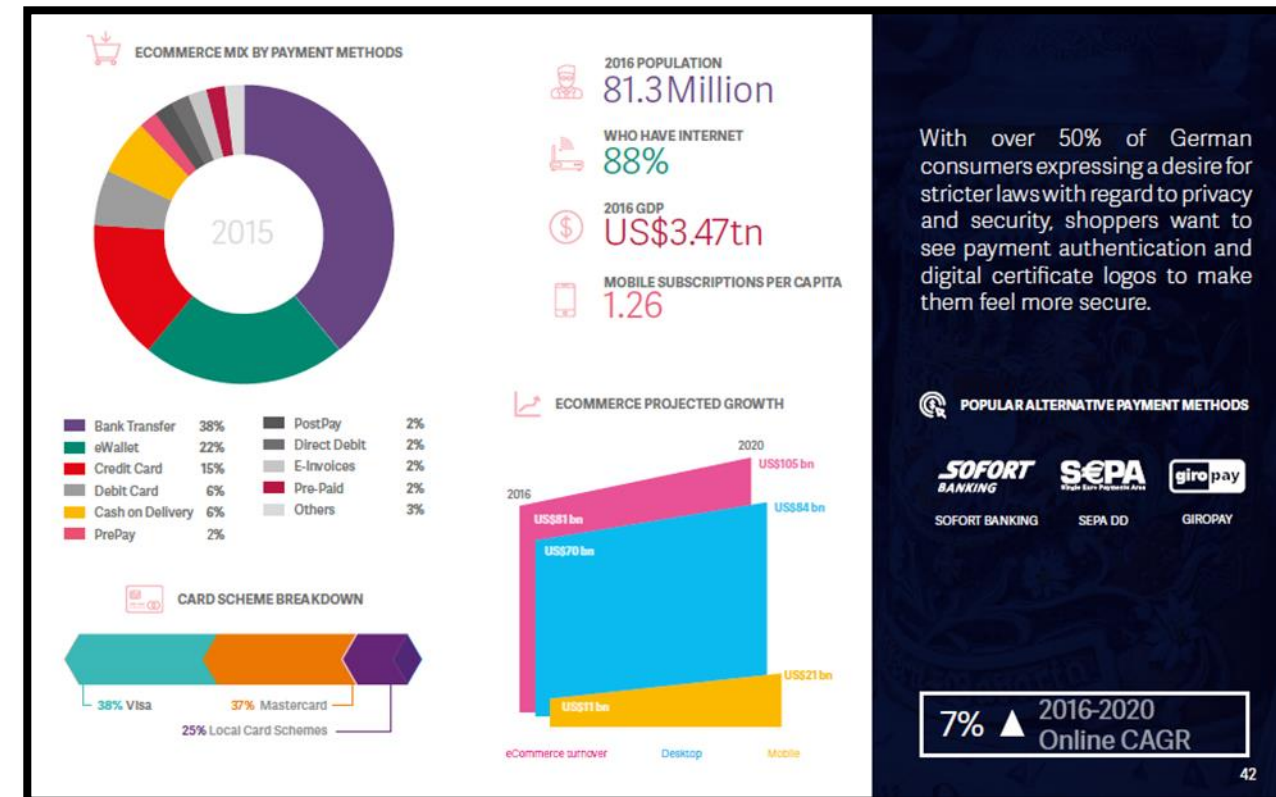 ECOMMERCE MIX BY PAYMENT METHODS
2015
Bank Transfer 38%
eWallet 22%
Credit Card 15%
Debit Card 6%
Cash on Delivery 6%
PrePay 2%
PostPay 2%
Direct Debit 2%
E-Invoices 2%
Pre-Paid 2%
Others 3%
CARD SCHEME BREAKDOWN
38% Visa
37% Mastercard
25% Local Card Schemes
2016 POPULATION
81.3 Million
WHO HAVE INTERNET
88%
2016 GDP
US$3.47tn
MOBILE SUBSCRIPTIONS PER CAPITA
1.26
ECOMMERCE PROJECTED GROWTH
2020
US$105 bn
2016
US$81 bn
US$84 bn
US$70 bn
US$21 bn
US$11 bn
eCommerce turnover Desktop Mobile
With over 50% of German
consumers expressing a desire for
stricter laws with regard to privacy
and security, shoppers want to
see payment authentication and
digital certificate logos to make
them feel more secure.
POPULAR ALTERNATIVE PAYMENT METHODS
SOFORT
BANKING
S€PA
Single Euro Payments Area
giropay
SOFORT BANKING SEPA DD GIROPAY
7% ▲ 2016-2020
Online CAGR
42